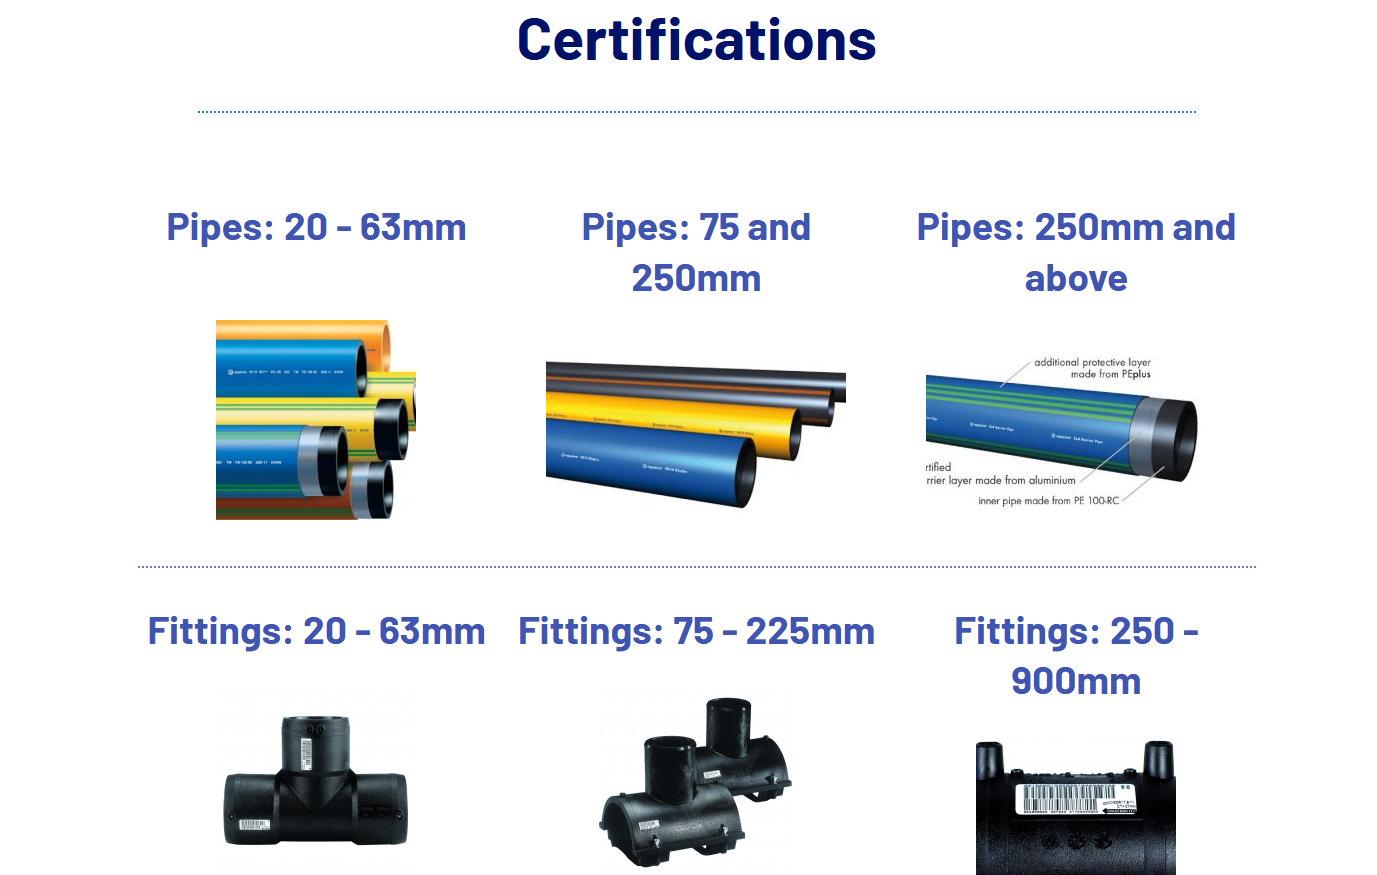 Certifications
Pipes: 20 - 63mm
Pipes: 75 and
250mm
Pipes: 250mm and
above
additional protective layer
made from PEplus
rtified
rrier layer made from aluminium
inner pipe made from PE 100-RC
Fittings: 20 - 63mm
Fittings: 75 - 225mm
Fittings: 250 -
900mm